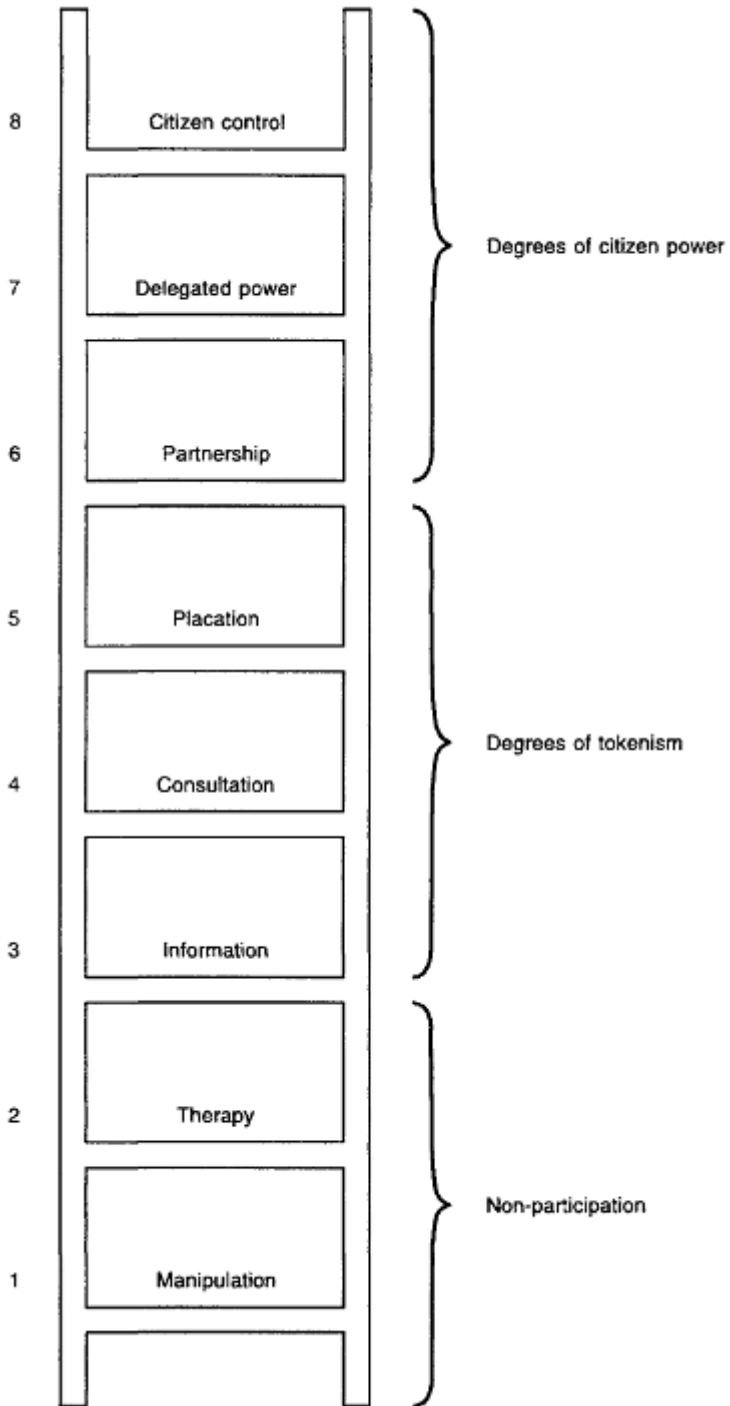 8 Citizen control
Degrees of citizen power
7 Delegated power
6 Partnership
5 Placation
Degrees of tokenism
4 Consultation
3 Information
2 Therapy
Non-participation
1 Manipulation